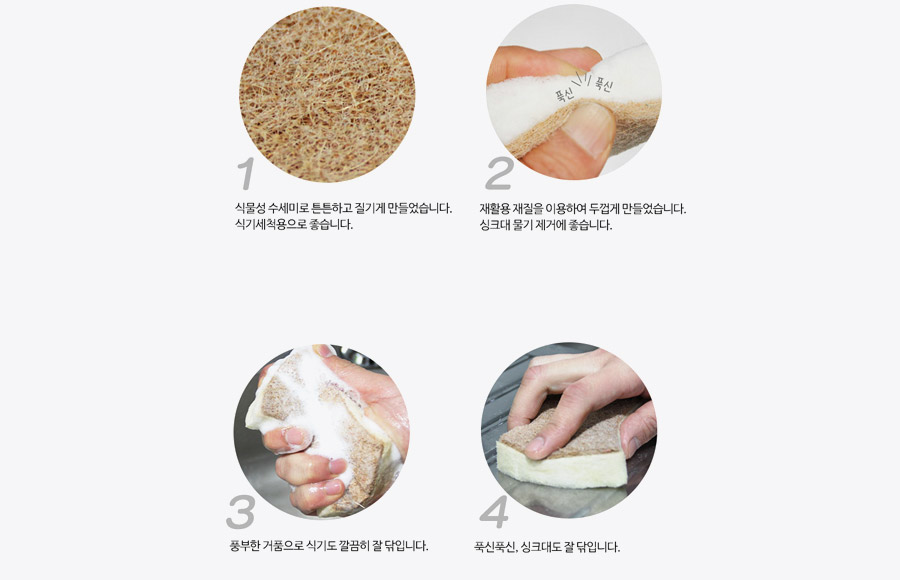 푹신 푹신
1
식물성 수세미로 튼튼하고 질기게 만들었습니다.
식기세척용으로 좋습니다.
2
재활용 재질을 이용하여 두껍게 만들었습니다.
싱크대 물기 제거에 좋습니다.
3
풍부한 거품으로 식기도 깔끔히 잘 닦입니다.
4
푹신푹신, 싱크대도 잘 닦입니다.